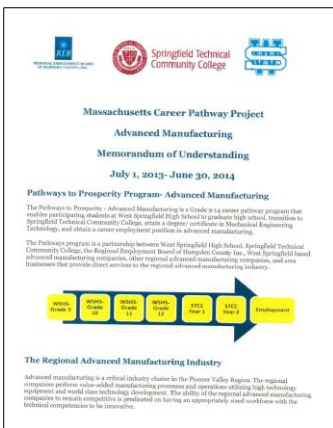 REB
REGIONAL EMPLOYMENT BOARD
OF HAMPDEN COUNTY, INC.
Springfield Technical
Community College
Massachusetts Career Pathway Project
Advanced Manufacturing
Memorandum of Understanding
July 1, 2013- June 30, 2014
Pathways to Prosperity Program- Advanced Manufacturing
The Pathways to Prosperity - Advanced Manufacturing is a Grade 9-14 career pathway program that
enables participating students at West Springfield High School to graduate high school, transition to
Springfield Technical Community College, attain a degree/ certificate in Mechanical Engineering
Technology, and obtain a career employment position in advanced manufacturing.
The Pathways program is a partnership between West Springfield High School, Springfield Technical
Community College, the Regional Employment Board of Hampden County Inc., West Springfield based
advanced manufacturing companies, other regional advanced manufacturing companies, and area
businesses that provide direct services to the regional advanced manufacturing industry.
WSHS-
Grade 9
WSHS-
Grade
10
WSHS-
Grade
11
WSHS-
Grade
12
STCC
Year 1
STCC
Year 2
Employment
The Regional Advanced Manufacturing Industry
Advanced manufacturing is a critical industry cluster in the Pioneer Valley Region. The regional
companies perform value-added manufacturing processes and operations utilizing high technology
equipment and world class technology development. The ability of the regional advanced manufacturing
companies to remain competitive is predicated on having an appropriately sized workforce with the
technical competencies to be innovative.